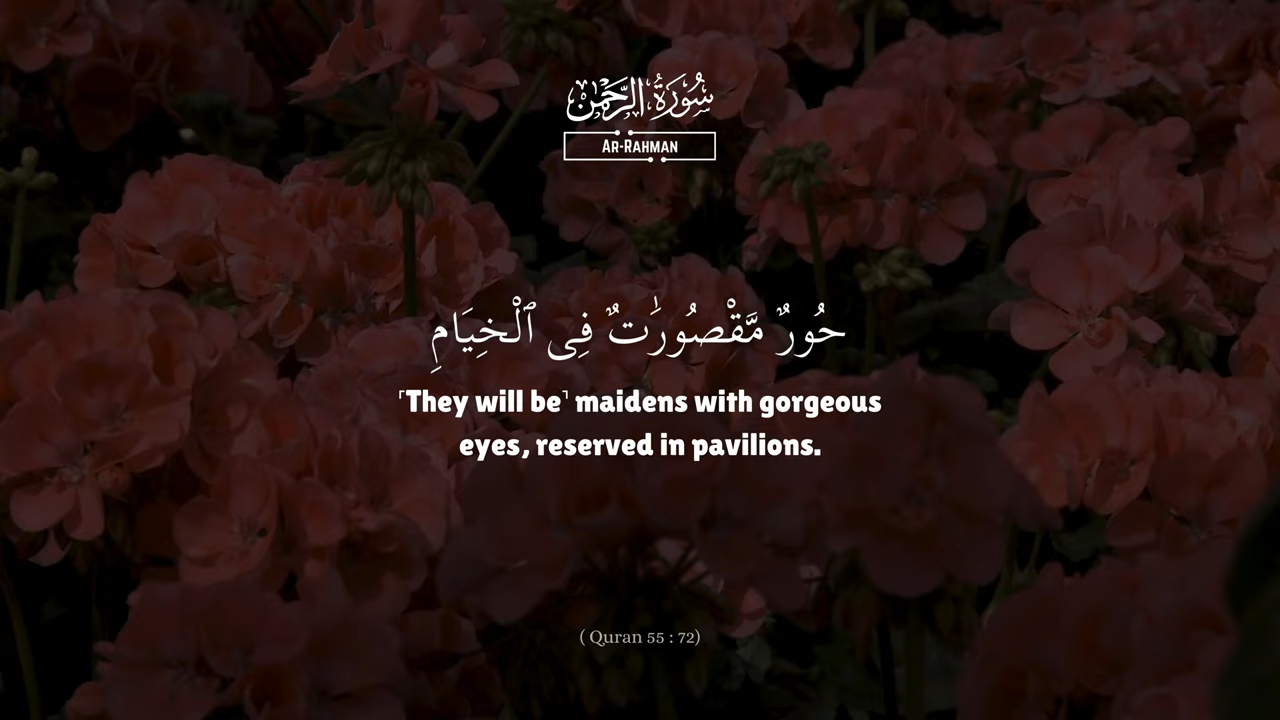 سُورَةُ الرَّحْمَٰن
AR-RAHMAN
حُورٌ مَّقْصُورَٰتٌ فِى ٱلْخِيَامِ
⸢They will be⸣ maidens with gorgeous
eyes, reserved in pavilions.
( Quran 55 : 72)